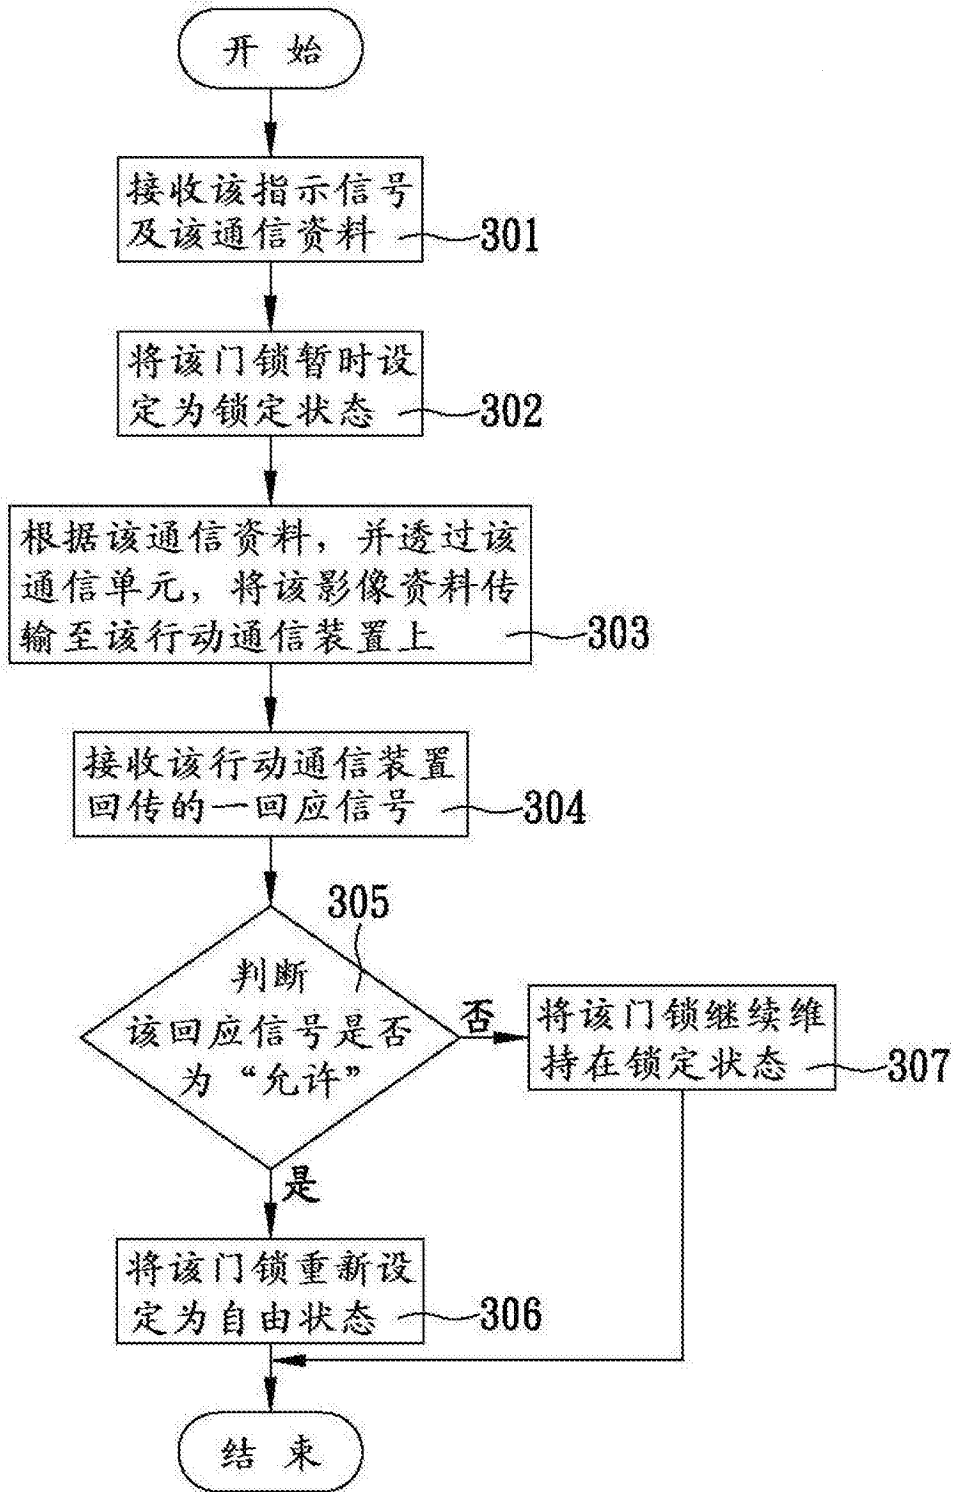 开 始
接收该指示信号
及该通信资料
301
将该门锁暂时设
定为锁定状态
302
根据该通信资料，并透过该
通信单元，将该影像资料传
输至该行动通信装置上
303
接收该行动通信装置
回传的一回应信号
304
305
判断
该回应信号是否
为“允许”
否
将该门锁继续维
持在锁定状态
307
是
将该门锁重新设
定为自由状态
306
结 束